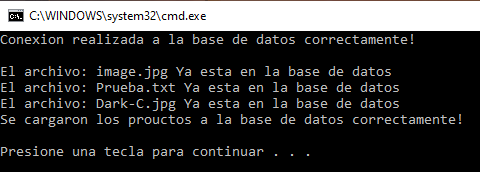 C:\WINDOWS\system32\cmd.exe
Conexion realizada a la base de datos correctamente!
El archivo: image.jpg Ya esta en la base de datos
El archivo: Prueba.txt Ya esta en la base de datos
El archivo: Dark-C.jpg Ya esta en la base de datos
Se cargaron los prouctos a la base de datos correctamente!
Presione una tecla para continuar . . .